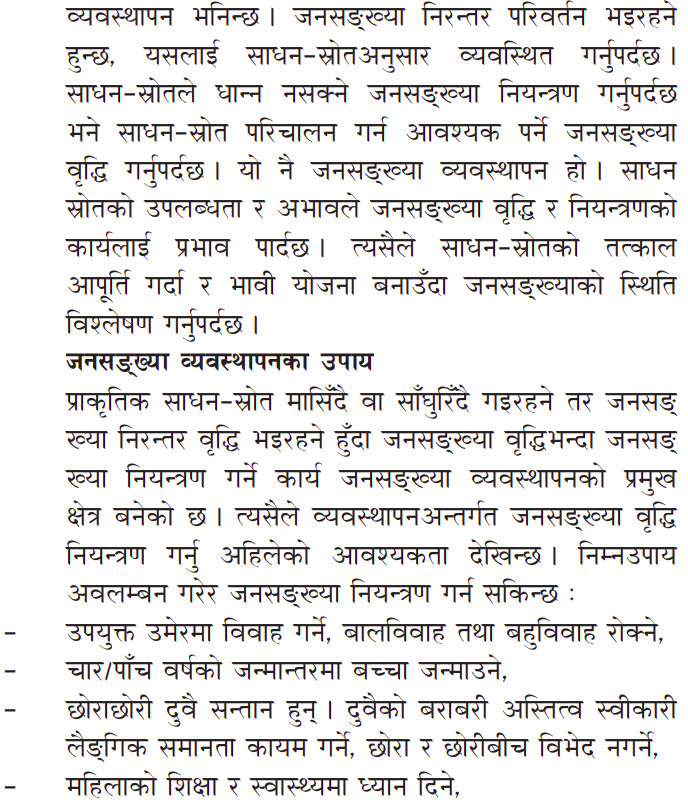 व्यवस्थापन भनिन्छ । जनसङ्ख्या निरन्तर परिवर्तन भइरहने
हुन्छ, यसलाई साधन-स्रोतअनुसार व्यवस्थित गर्नुपर्दछ ।
साधन-स्रोतले धान्न नसक्ने जनसङ्ख्या नियन्त्रण गर्नुपर्दछ
भने साधन-स्रोत परिचालन गर्न आवश्यक पर्ने जनसङ्ख्या
वृद्धि गर्नुपर्दछ । यो नै जनसङ्ख्या व्यवस्थापन हो । साधन
स्रोतको उपलब्धता र अभावले जनसङ्ख्या वृद्धि र नियन्त्रणको
कार्यलाई प्रभाव पार्दछ । त्यसैले साधन-स्रोतको तत्काल
आपूर्ति गर्दा र भावी योजना बनाउँदा जनसङ्ख्याको स्थिति
विश्लेषण गर्नुपर्दछ ।
जनसङ्ख्या व्यवस्थापनका उपाय
प्राकृतिक साधन-स्रोत मासिँदै वा साँघुरिँदै गइरहने तर जनसङ्
ख्या निरन्तर वृद्धि भइरहने हुँदा जनसङ्ख्या वृद्धिभन्दा जनसङ्
ख्या नियन्त्रण गर्ने कार्य जनसङ्ख्या व्यवस्थापनको प्रमुख
क्षेत्र बनेको छ । त्यसैले व्यवस्थापनअन्तर्गत जनसङ्ख्या वृद्धि
नियन्त्रण गर्नु अहिलेको आवश्यकता देखिन्छ । निम्नउपाय
अवलम्बन गरेर जनसङ्ख्या नियन्त्रण गर्न सकिन्छ :
– उपयुक्त उमेरमा विवाह गर्ने, बालविवाह तथा बहुविवाह रोक्ने,
– चार/पाँच वर्षको जन्मान्तरमा बच्चा जन्माउने,
– छोराछोरी दुवै सन्तान हुन् । दुवैको बराबरी अस्तित्व स्वीकारी
लैङ्गिक समानता कायम गर्ने, छोरा र छोरीबीच विभेद नगर्ने,
– महिलाको शिक्षा र स्वास्थ्यमा ध्यान दिने,